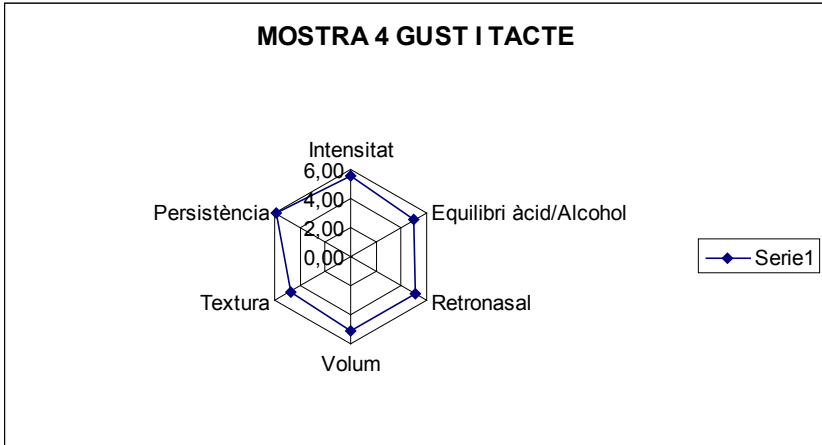 MOSTRA 4 GUST I TACTE
Intensitat
6,00
4,00
2,00
0,00
Persistència
Equilibri àcid/Alcohol
Textura
Retronasal
Volum
Serie1